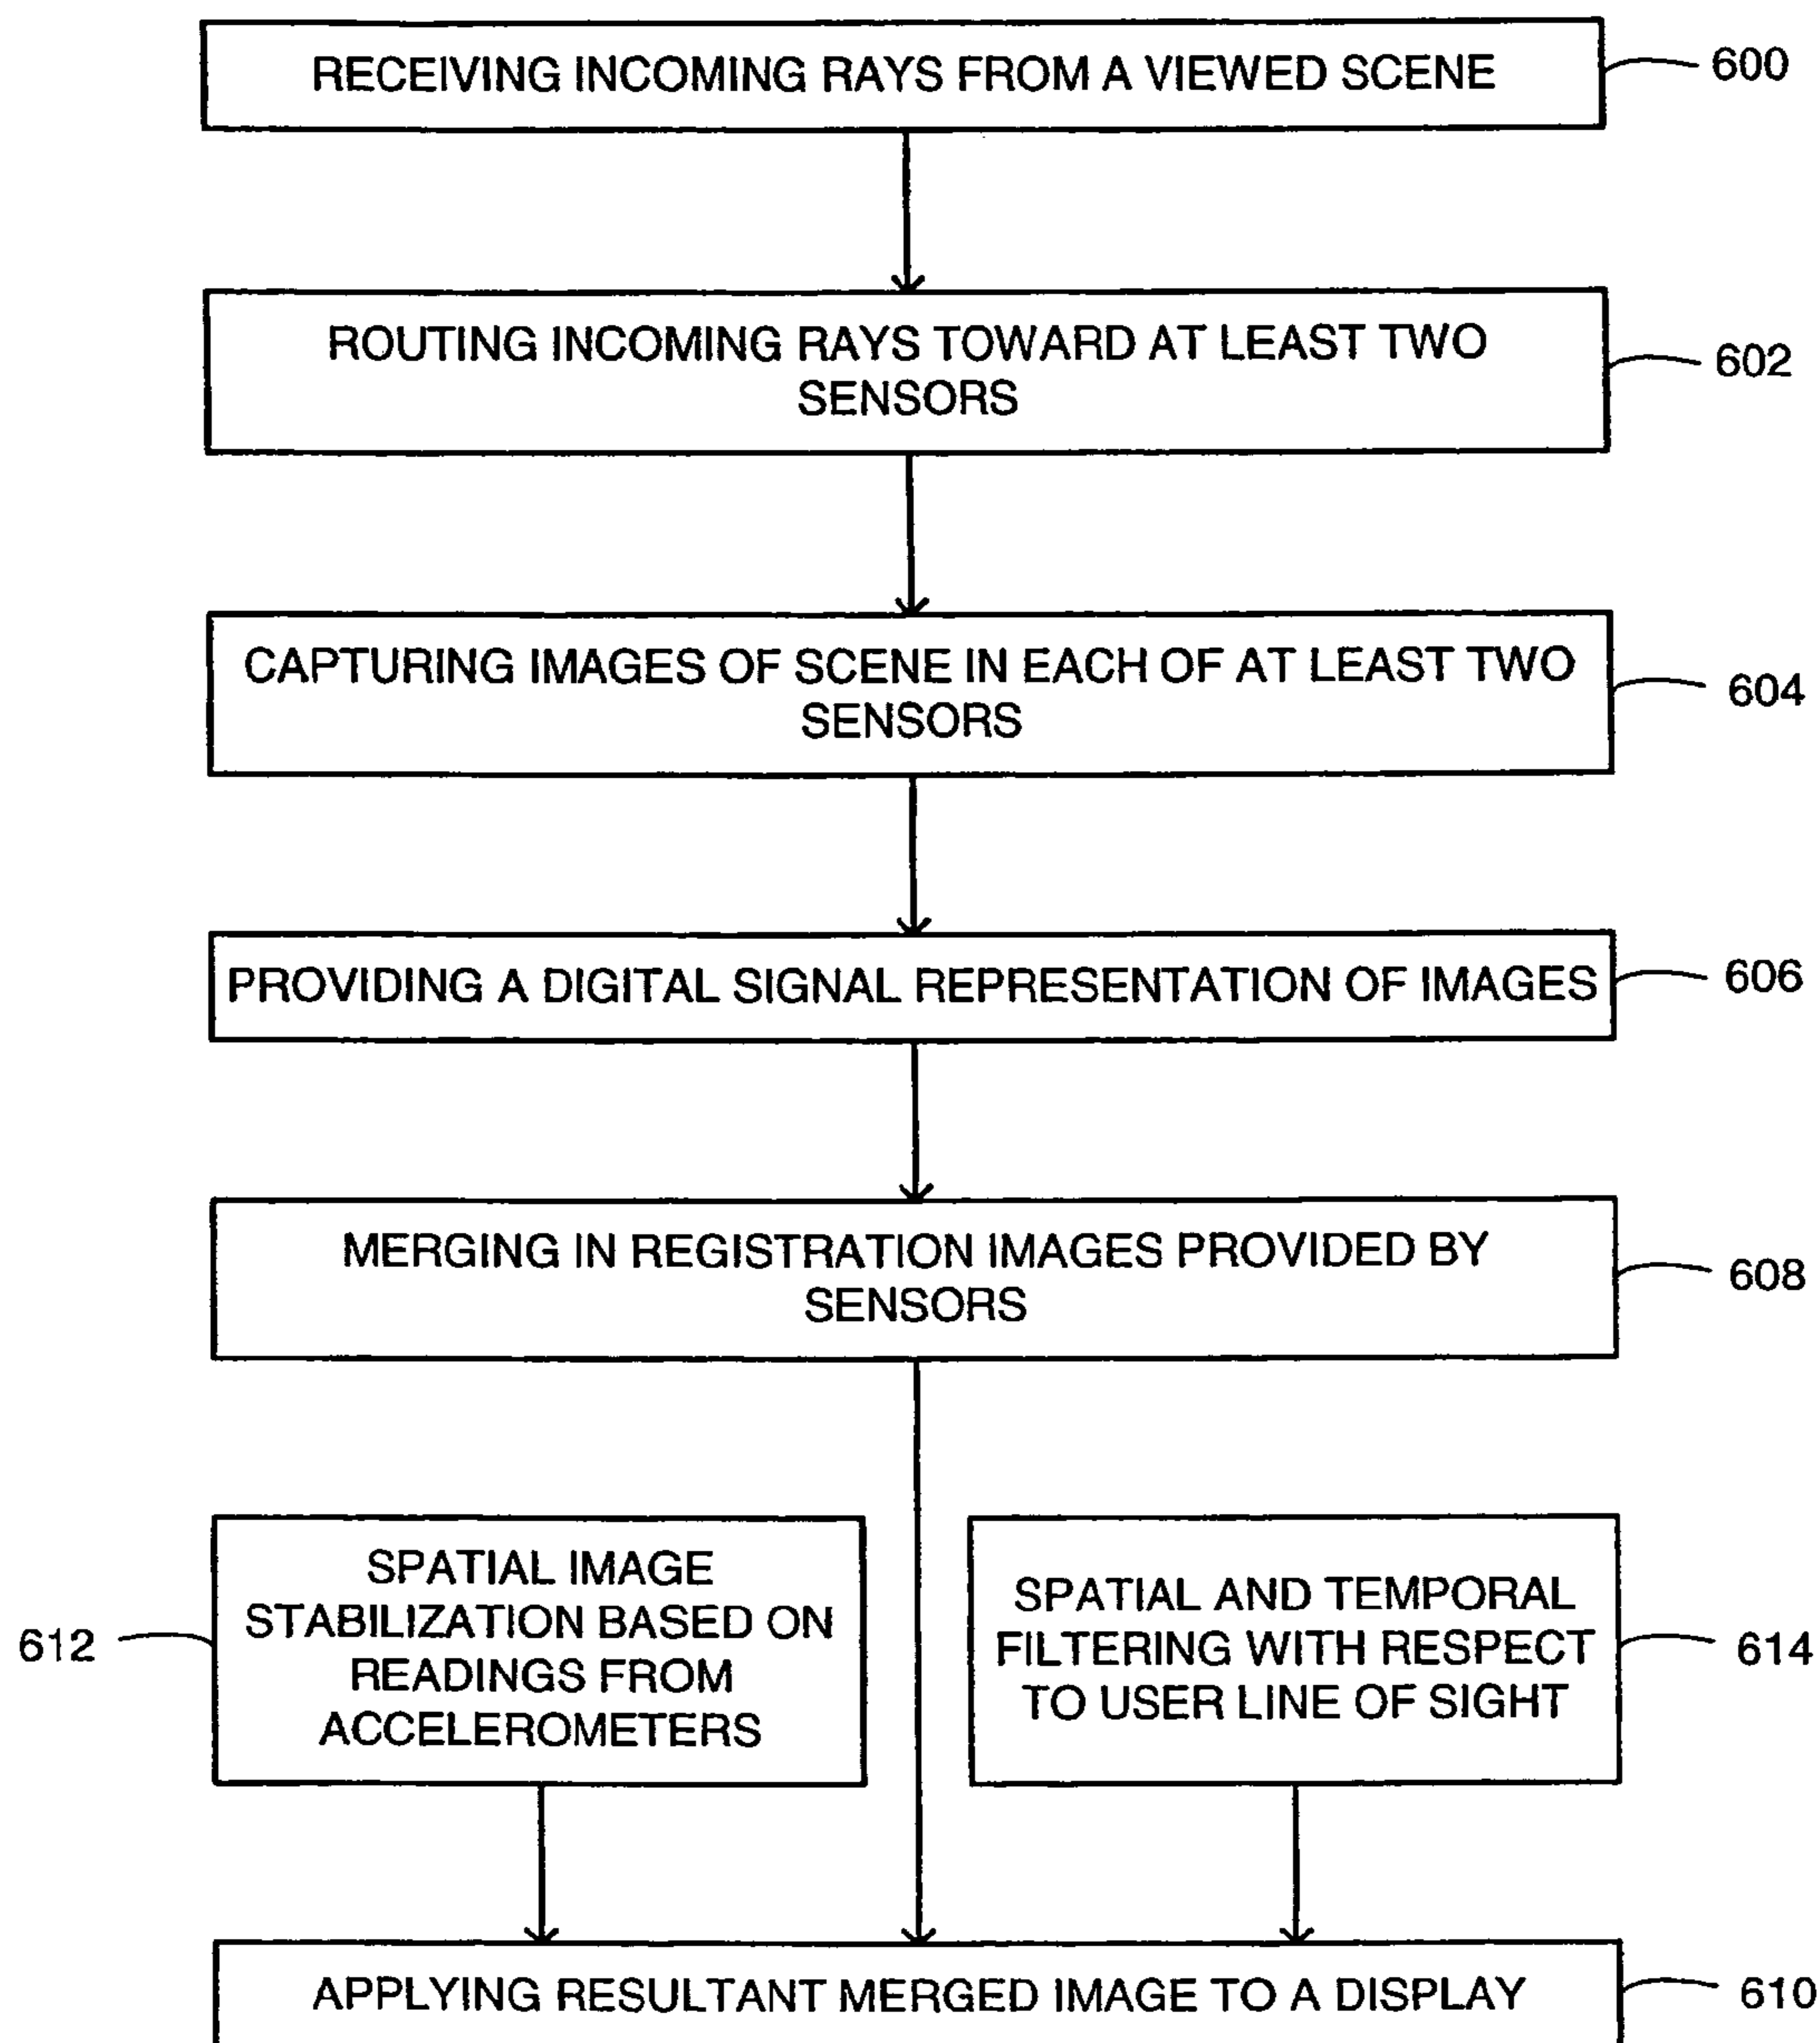 RECEIVING INCOMING RAYS FROM A VIEWED SCENE
600
ROUTING INCOMING RAYS TOWARD AT LEAST TWO
SENSORS
602
CAPTURING IMAGES OF SCENE IN EACH OF AT LEAST TWO
SENSORS
604
PROVIDING A DIGITAL SIGNAL REPRESENTATION OF IMAGES
606
MERGING IN REGISTRATION IMAGES PROVIDED BY
SENSORS
608
612
SPATIAL IMAGE
STABILIZATION BASED ON
READINGS FROM
ACCELEROMETERS
SPATIAL AND TEMPORAL
FILTERING WITH RESPECT
TO USER LINE OF SIGHT
614
APPLYING RESULTANT MERGED IMAGE TO A DISPLAY
610